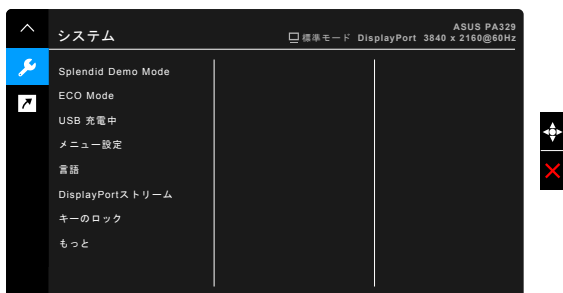 システム
ASUS PA329
標準モード DisplayPort 3840 x 2160@60Hz
Splendid Demo Mode
ECO Mode
USB 充電中
メニュー設定
言語
DisplayPortストリーム
キーのロック
もっと